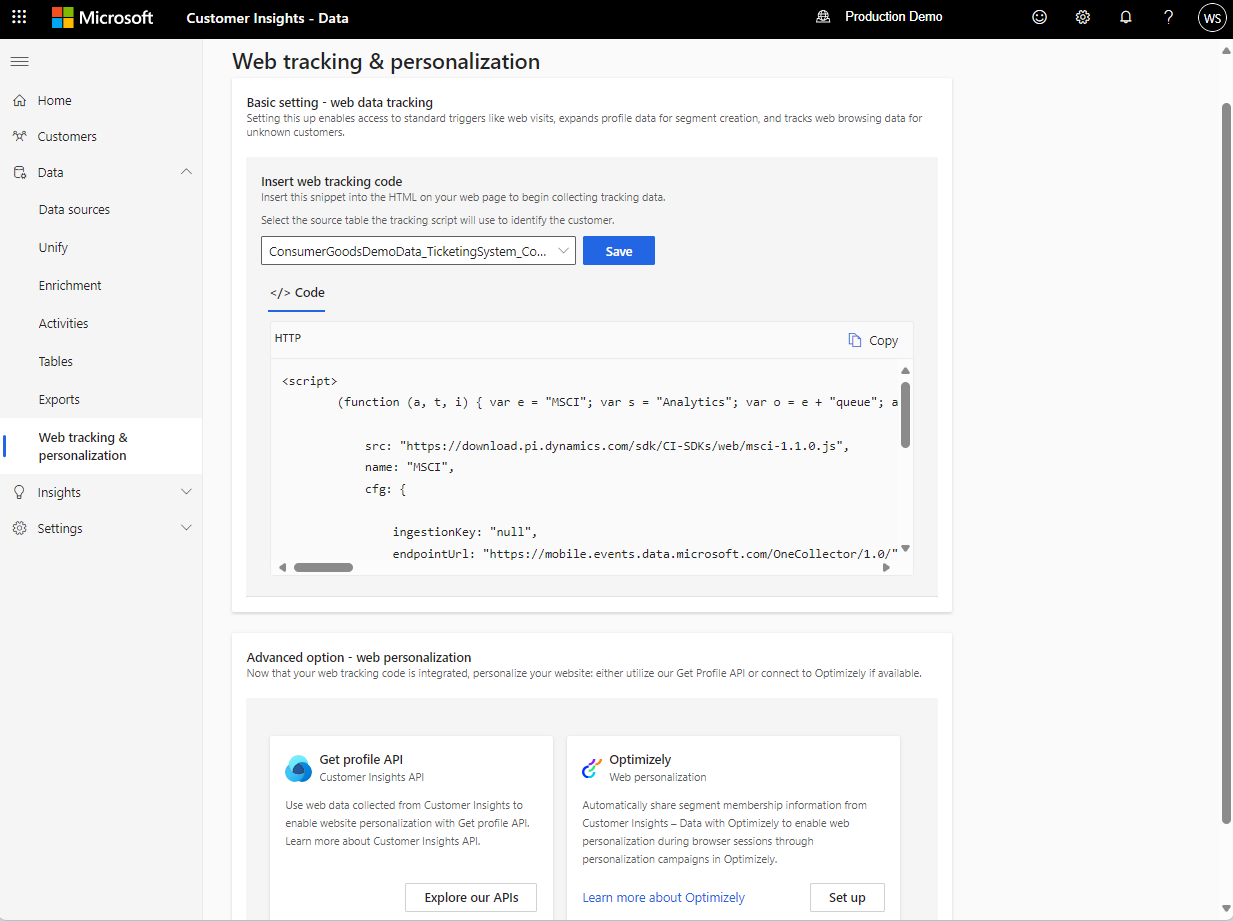 Microsoft
Customer Insights - Data
Production Demo
WS
Home
Customers
Data
Data sources
Unify
Enrichment
Activities
Tables
Exports
Web tracking &
personalization
Insights
Settings
Web tracking & personalization
Basic setting - web data tracking
Setting this up enables access to standard triggers like web visits, expands profile data for segment creation, and tracks web browsing data for
unknown customers.
Insert web tracking code
Insert this snippet into the HTML on your web page to begin collecting tracking data.
Select the source table the tracking script will use to identify the customer.
ConsumerGoodsDemoData_TicketingSystem_Co...
Save
</> Code
HTTP
Copy
<script>
(function (a, t, i) { var e = "MSCI"; var s = "Analytics"; var o = e + "queue"; a
src: "https://download.pi.dynamics.com/sdk/CI-SDKs/web/msci-1.1.0.js",
name: "MSCI",
cfg: {
ingestionKey: "null",
endpointUrl: "https://mobile.events.data.microsoft.com/OneCollector/1.0/"
Advanced option - web personalization
Now that your web tracking code is integrated, personalize your website: either utilize our Get Profile API or connect to Optimizely if available.
Get profile API
Customer Insights API
Use web data collected from Customer Insights to
enable website personalization with Get profile API.
Learn more about Customer Insights API.
Explore our APIs
Optimizely
Web personalization
Automatically share segment membership information from
Customer Insights – Data with Optimizely to enable web
personalization during browser sessions through
personalization campaigns in Optimizely.
Learn more about Optimizely
Set up